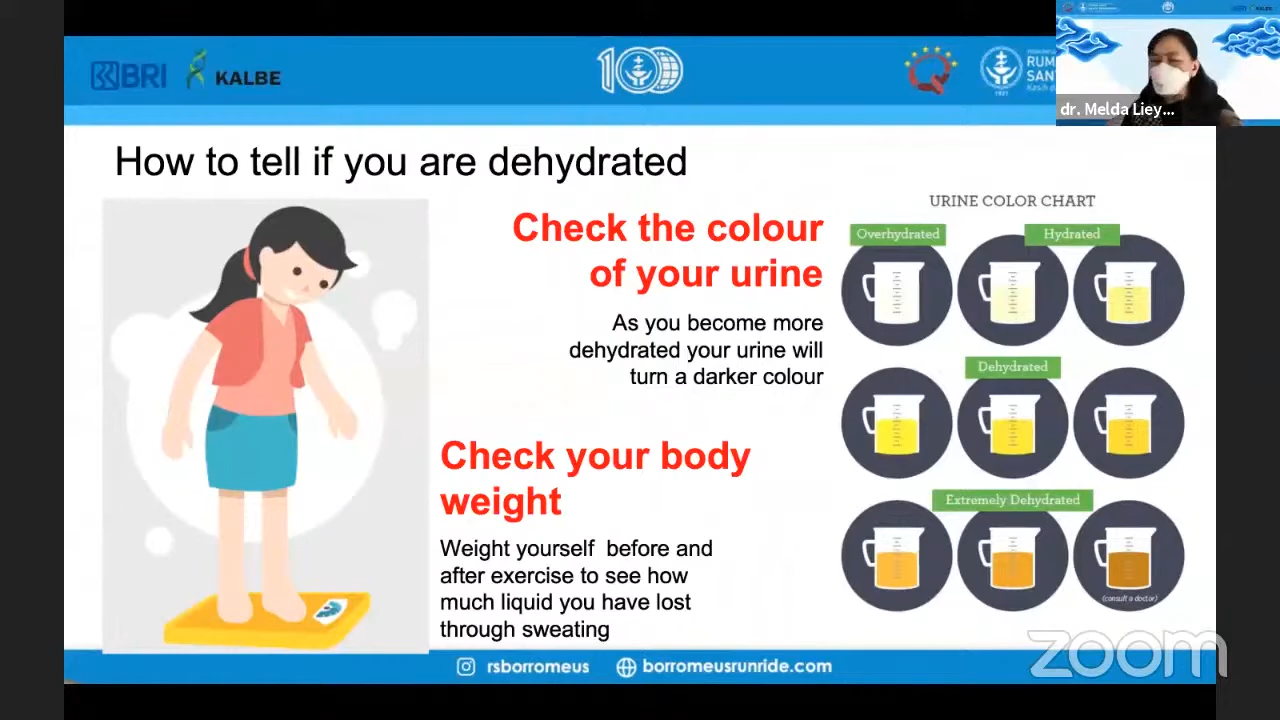 BRI
KALBE
100
RUM
SANT
dr. Melda Liey...
How to tell if you are dehydrated
Check the colour
of your urine
As you become more
dehydrated your urine will
turn a darker colour
Check your body
weight
Weight yourself before and
after exercise to see how
much liquid you have lost
through sweating
URINE COLOR CHART
Overhydrated
Hydrated
Dehydrated
Extremely Dehydrated
(consult a doctor)
rsborromeus
borromeusrunride.com
zoom